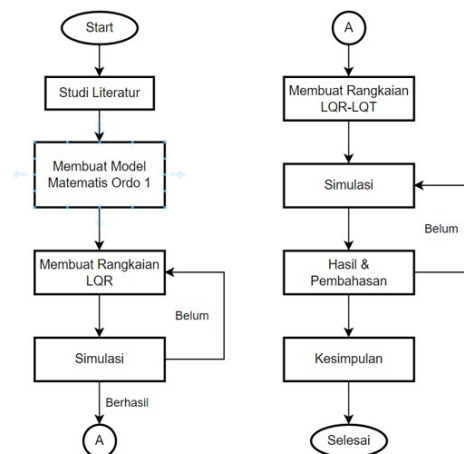 Start
Studi Literatur
Membuat Model
Matematis Ordo 1
Membuat Rangkaian
LQR
Belum
Simulasi
Berhasil
A
A
Membuat Rangkaian
LQR-LQT
Simulasi
Belum
Hasil &
Pembahasan
Kesimpulan
Selesai